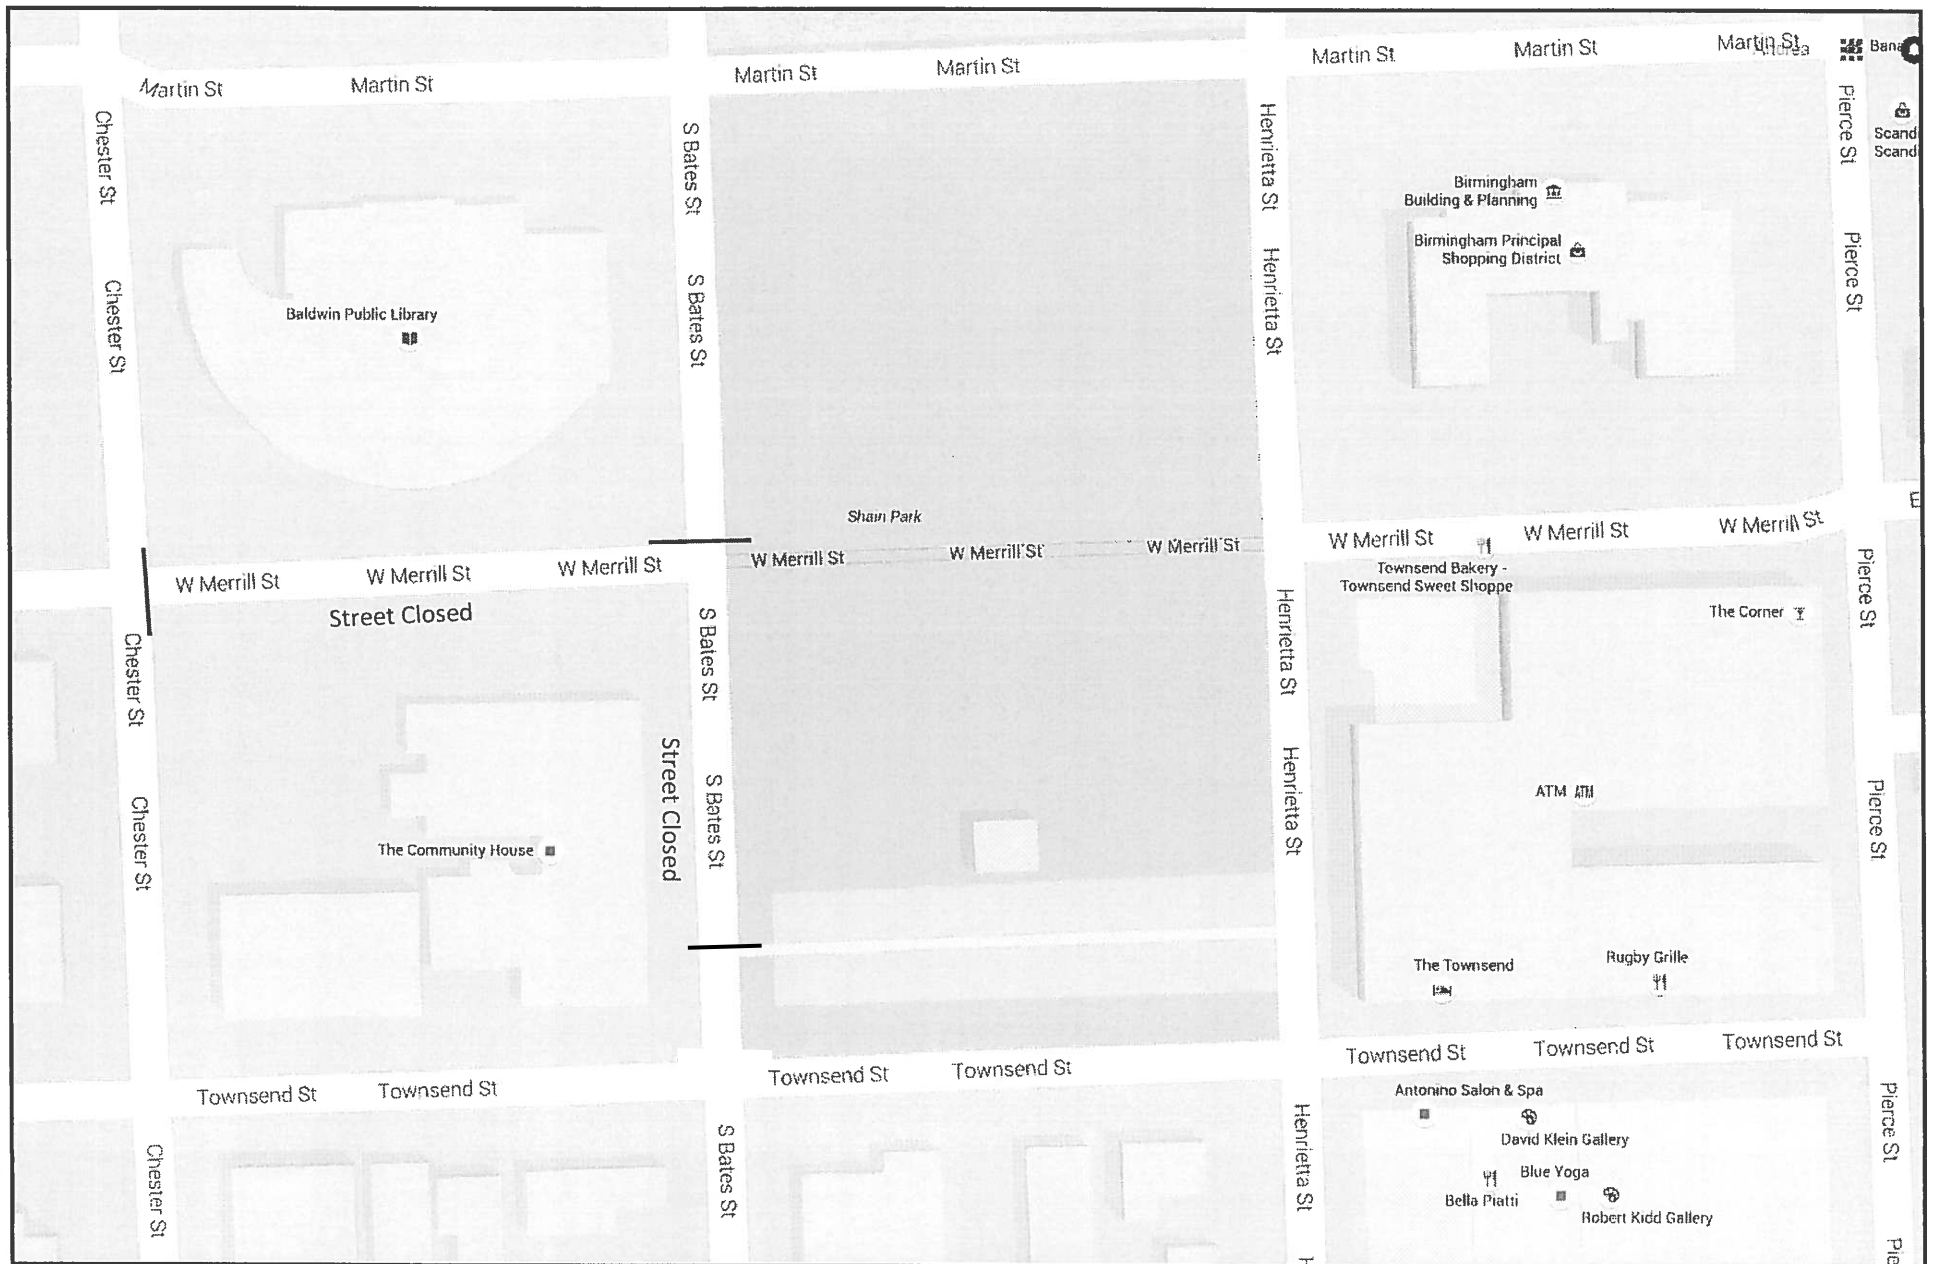 Martin St
Martin St
Martin St
Martin St
Martin St
Martin St
Martin St
Andrea
Bana
Scand
Scand
Chester St
S Bates St
Henrietta St
Pierce St
Birmingham
Building & Planning
Birmingham Principal
Shopping District
Chester St
S Bates St
Henrietta St
Pierce St
Baldwin Public Library
Shain Park
E
W Merrill St
W Merrill St
W Merrill St
W Merrill St
W Merrill St
W Merrill St
W Merrill St
W Merrill St
W Merrill St
Townsend Bakery -
Townsend Sweet Shoppe
Street Closed
The Corner
Chester St
S Bates St
Henrietta St
Pierce St
Street Closed
Chester St
S Bates St
Henrietta St
Pierce St
ATM ATM
The Community House
The Townsend
Rugby Grille
Townsend St
Townsend St
Townsend St
Townsend St
Townsend St
Townsend St
Townsend St
Antonino Salon & Spa
David Klein Gallery
Blue Yoga
Bella Piatti
Robert Kidd Gallery
Chester St
S Bates St
Henrietta St
Pierce St
Pie